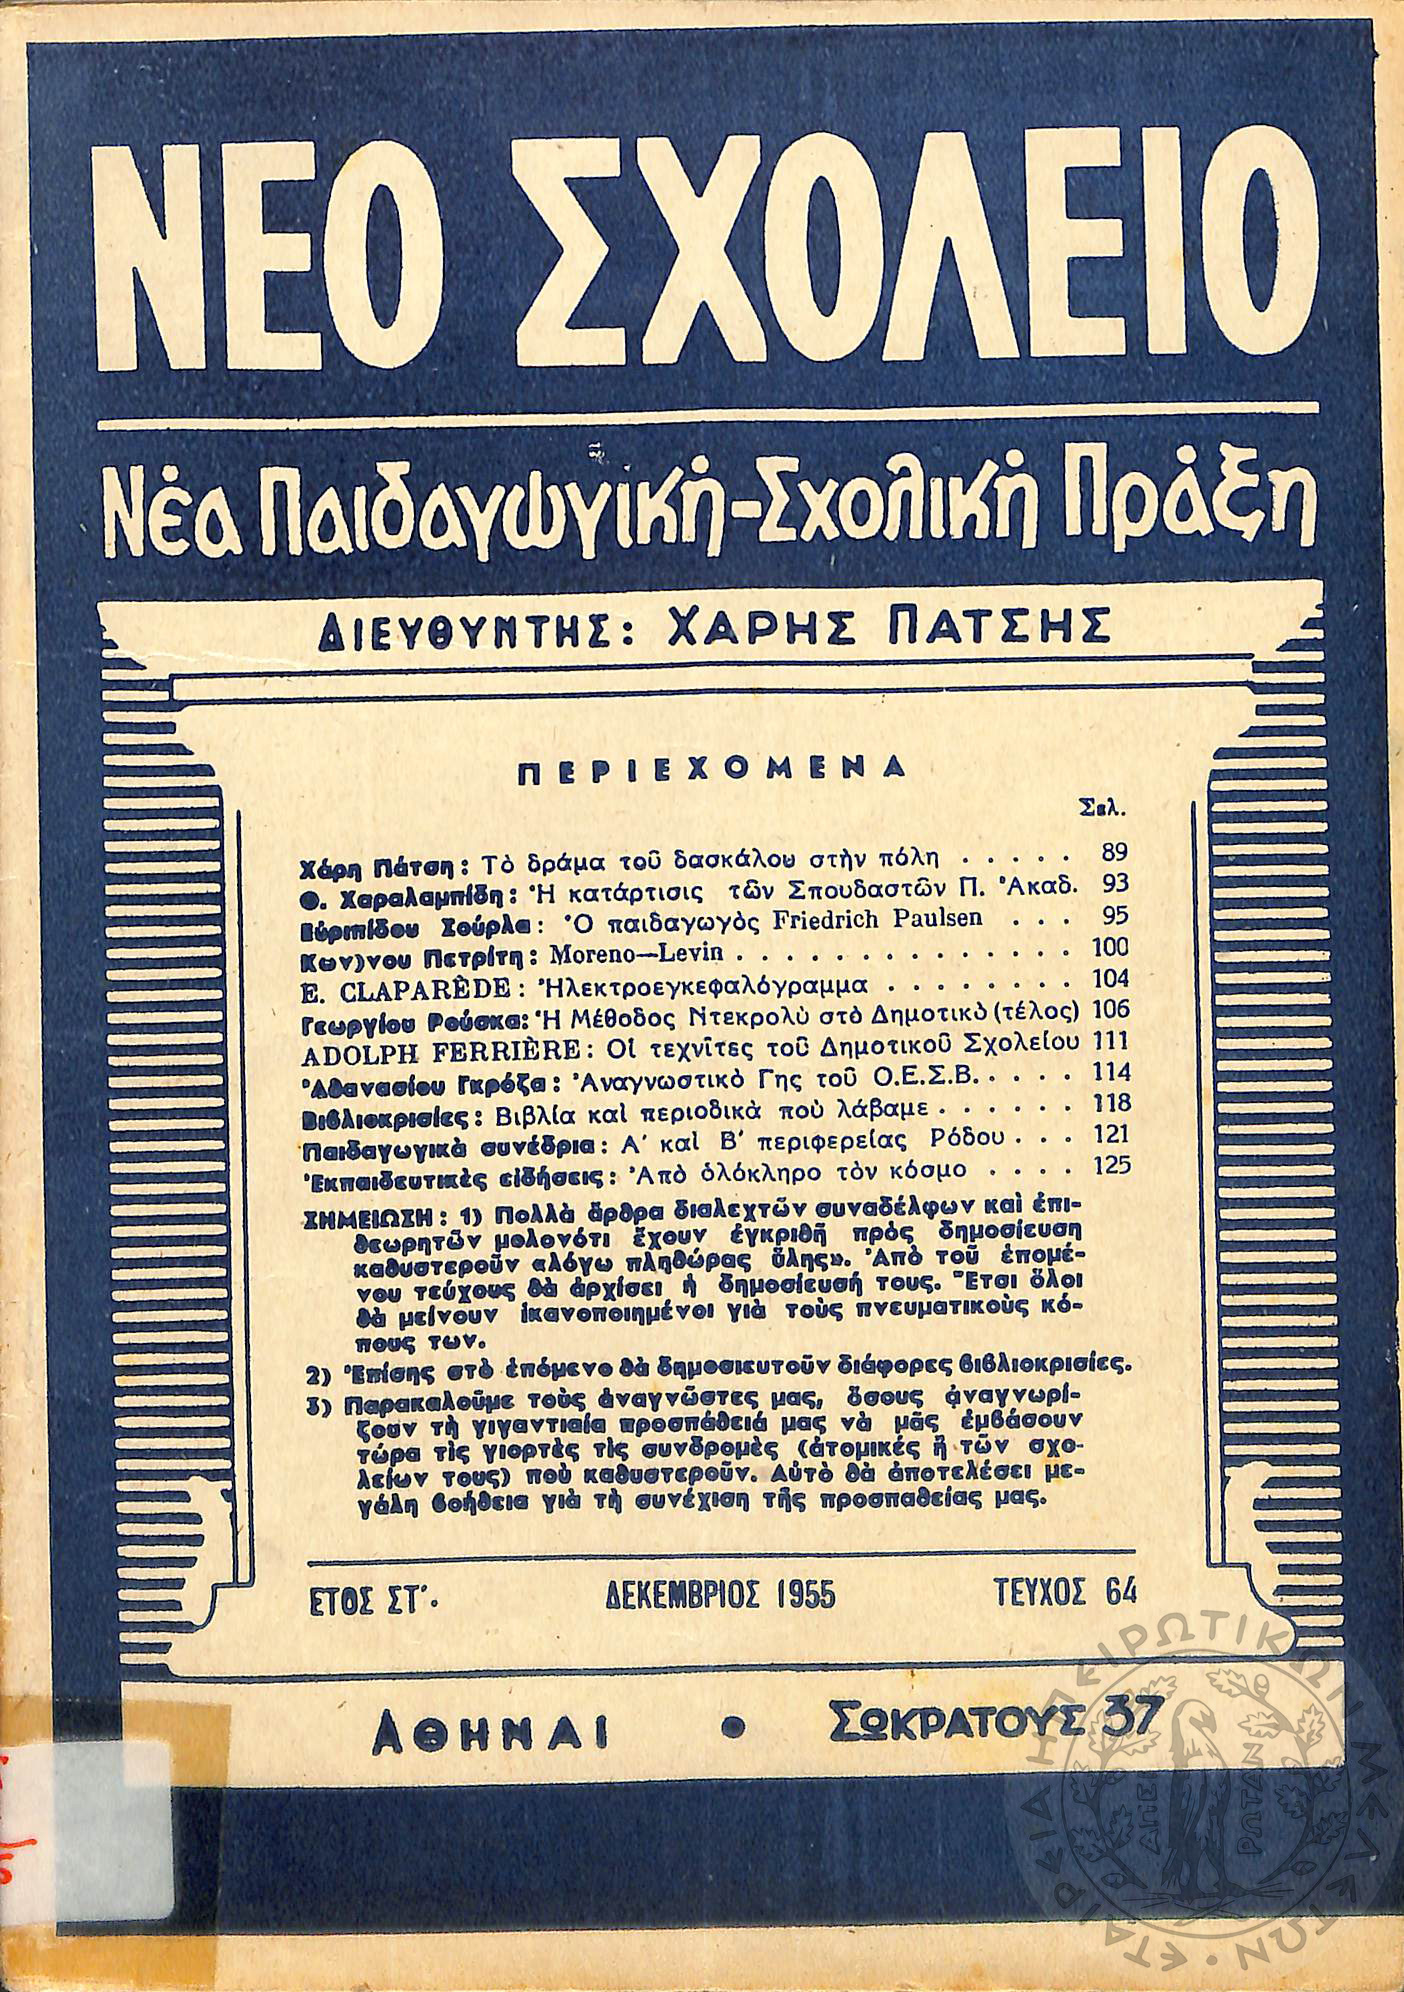 ΝΕΟ ΣΧΟΛΕΙΟ
Νέα Παιδαγωγική-Σχολική Πράξη
ΔΙΕΥΘΥΝΤΗΣ: ΧΑΡΗΣ ΠΑΤΣΗΣ
ΠΕΡΙΕΧΟΜΕΝΑ
Σελ.
Χάρη Πάτση: Τὸ δράμα τοῦ δασκάλου στὴν πόλη . . . . . 89
Θ. Χαραλαμπίδη: Ἡ κατάρτισις τῶν Σπουδαστῶν Π. Ἀκαδ. 93
Εὐριπίδου Σούρλα: Ὁ παιδαγωγὸς Friedrich Paulsen . . . 95
Κων)νου Πετρίτη: Moreno—Levin . . . . . . . . . . . . . . 100
E. CLAPARÈDE: Ἠλεκτροεγκεφαλόγραμμα . . . . . . . . 104
Γεωργίου Ρούσκα: Ἡ Μέθοδος Ντεκρολὺ στὸ Δημοτικὸ (τέλος) 106
ADOLPH FERRIÈRE: Οἱ τεχνῖτες τοῦ Δημοτικοῦ Σχολείου 111
Ἀθανασίου Γκρόζα: Ἀναγνωστικὸ Γης τοῦ Ο.Ε.Σ.Β. . . . . 114
Βιβλιοκρισίες: Βιβλία καὶ περιοδικὰ ποὺ λάβαμε . . . . . . 118
Παιδαγωγικὰ συνέδρια: Α΄ καὶ Β΄ περιφερείας Ρόδου . . . 121
Ἐκπαιδευτικὲς εἰδήσεις: Ἀπὸ ὁλόκληρο τὸν κόσμο . . . . 125
ΣΗΜΕΙΩΣΗ: 1) Πολλὰ ἄρθρα διαλεχτῶν συναδέλφων καὶ ἐπι-
θεωρητῶν μολονότι ἔχουν ἐγκριθῆ πρὸς δημοσίευση
καθυστεροῦν «λόγω πληθώρας ὕλης». Ἀπὸ τοῦ ἑπομέ-
νου τεύχους θὰ ἀρχίσει ἡ δημοσίευσή τους. Ἔτσι ὅλοι
θὰ μείνουν ἱκανοποιημένοι γιὰ τοὺς πνευματικοὺς κό-
πους των.
2) Ἐπίσης στὸ ἑπόμενο θὰ δημοσιευτοῦν διάφορες βιβλιοκρισίες.
3) Παρακαλοῦμε τοὺς ἀναγνῶστες μας, ὅσους ἀναγνωρί-
ζουν τὴ γιγαντιαία προσπάθειά μας νὰ μᾶς ἐμβάσουν
τώρα τὶς γιορτὲς τὶς συνδρομὲς (ἀτομικές ἢ τῶν σχο-
λείων τους) ποὺ καθυστεροῦν. Αὐτὸ θὰ ἀποτελέσει με-
γάλη βοήθεια γιὰ τὴ συνέχιση τῆς προσπαθείας μας.
ΕΤΟΣ ΣΤ΄. ΔΕΚΕΜΒΡΙΟΣ 1955 ΤΕΥΧΟΣ 64
ΑΘΗΝΑΙ • ΣΩΚΡΑΤΟΥΣ 37
ΕΤΑΙΡΕΙΑ ΗΠΕΙΡΩΤΙΚΩΝ ΜΕΛΕΤΩΝ
ΑΠΕΙ ΡΩΤΑΝ